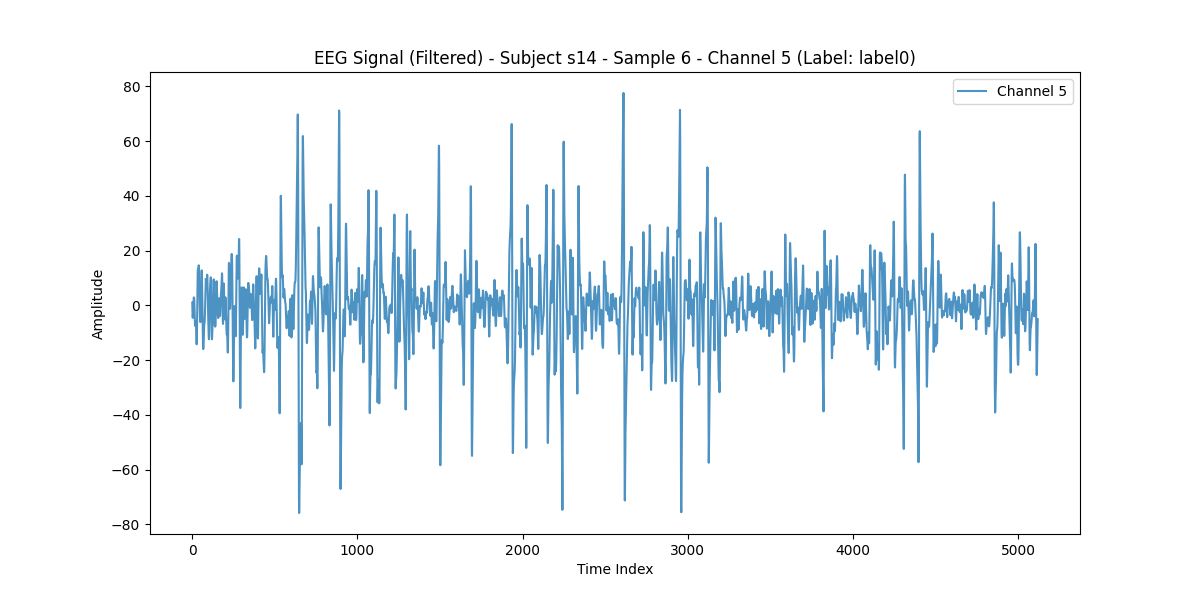 EEG Signal (Filtered) - Subject s14 - Sample 6 - Channel 5 (Label: label0)
Channel 5
80
60
40
20
0
−20
−40
−60
−80
Amplitude
0 1000 2000 3000 4000 5000
Time Index